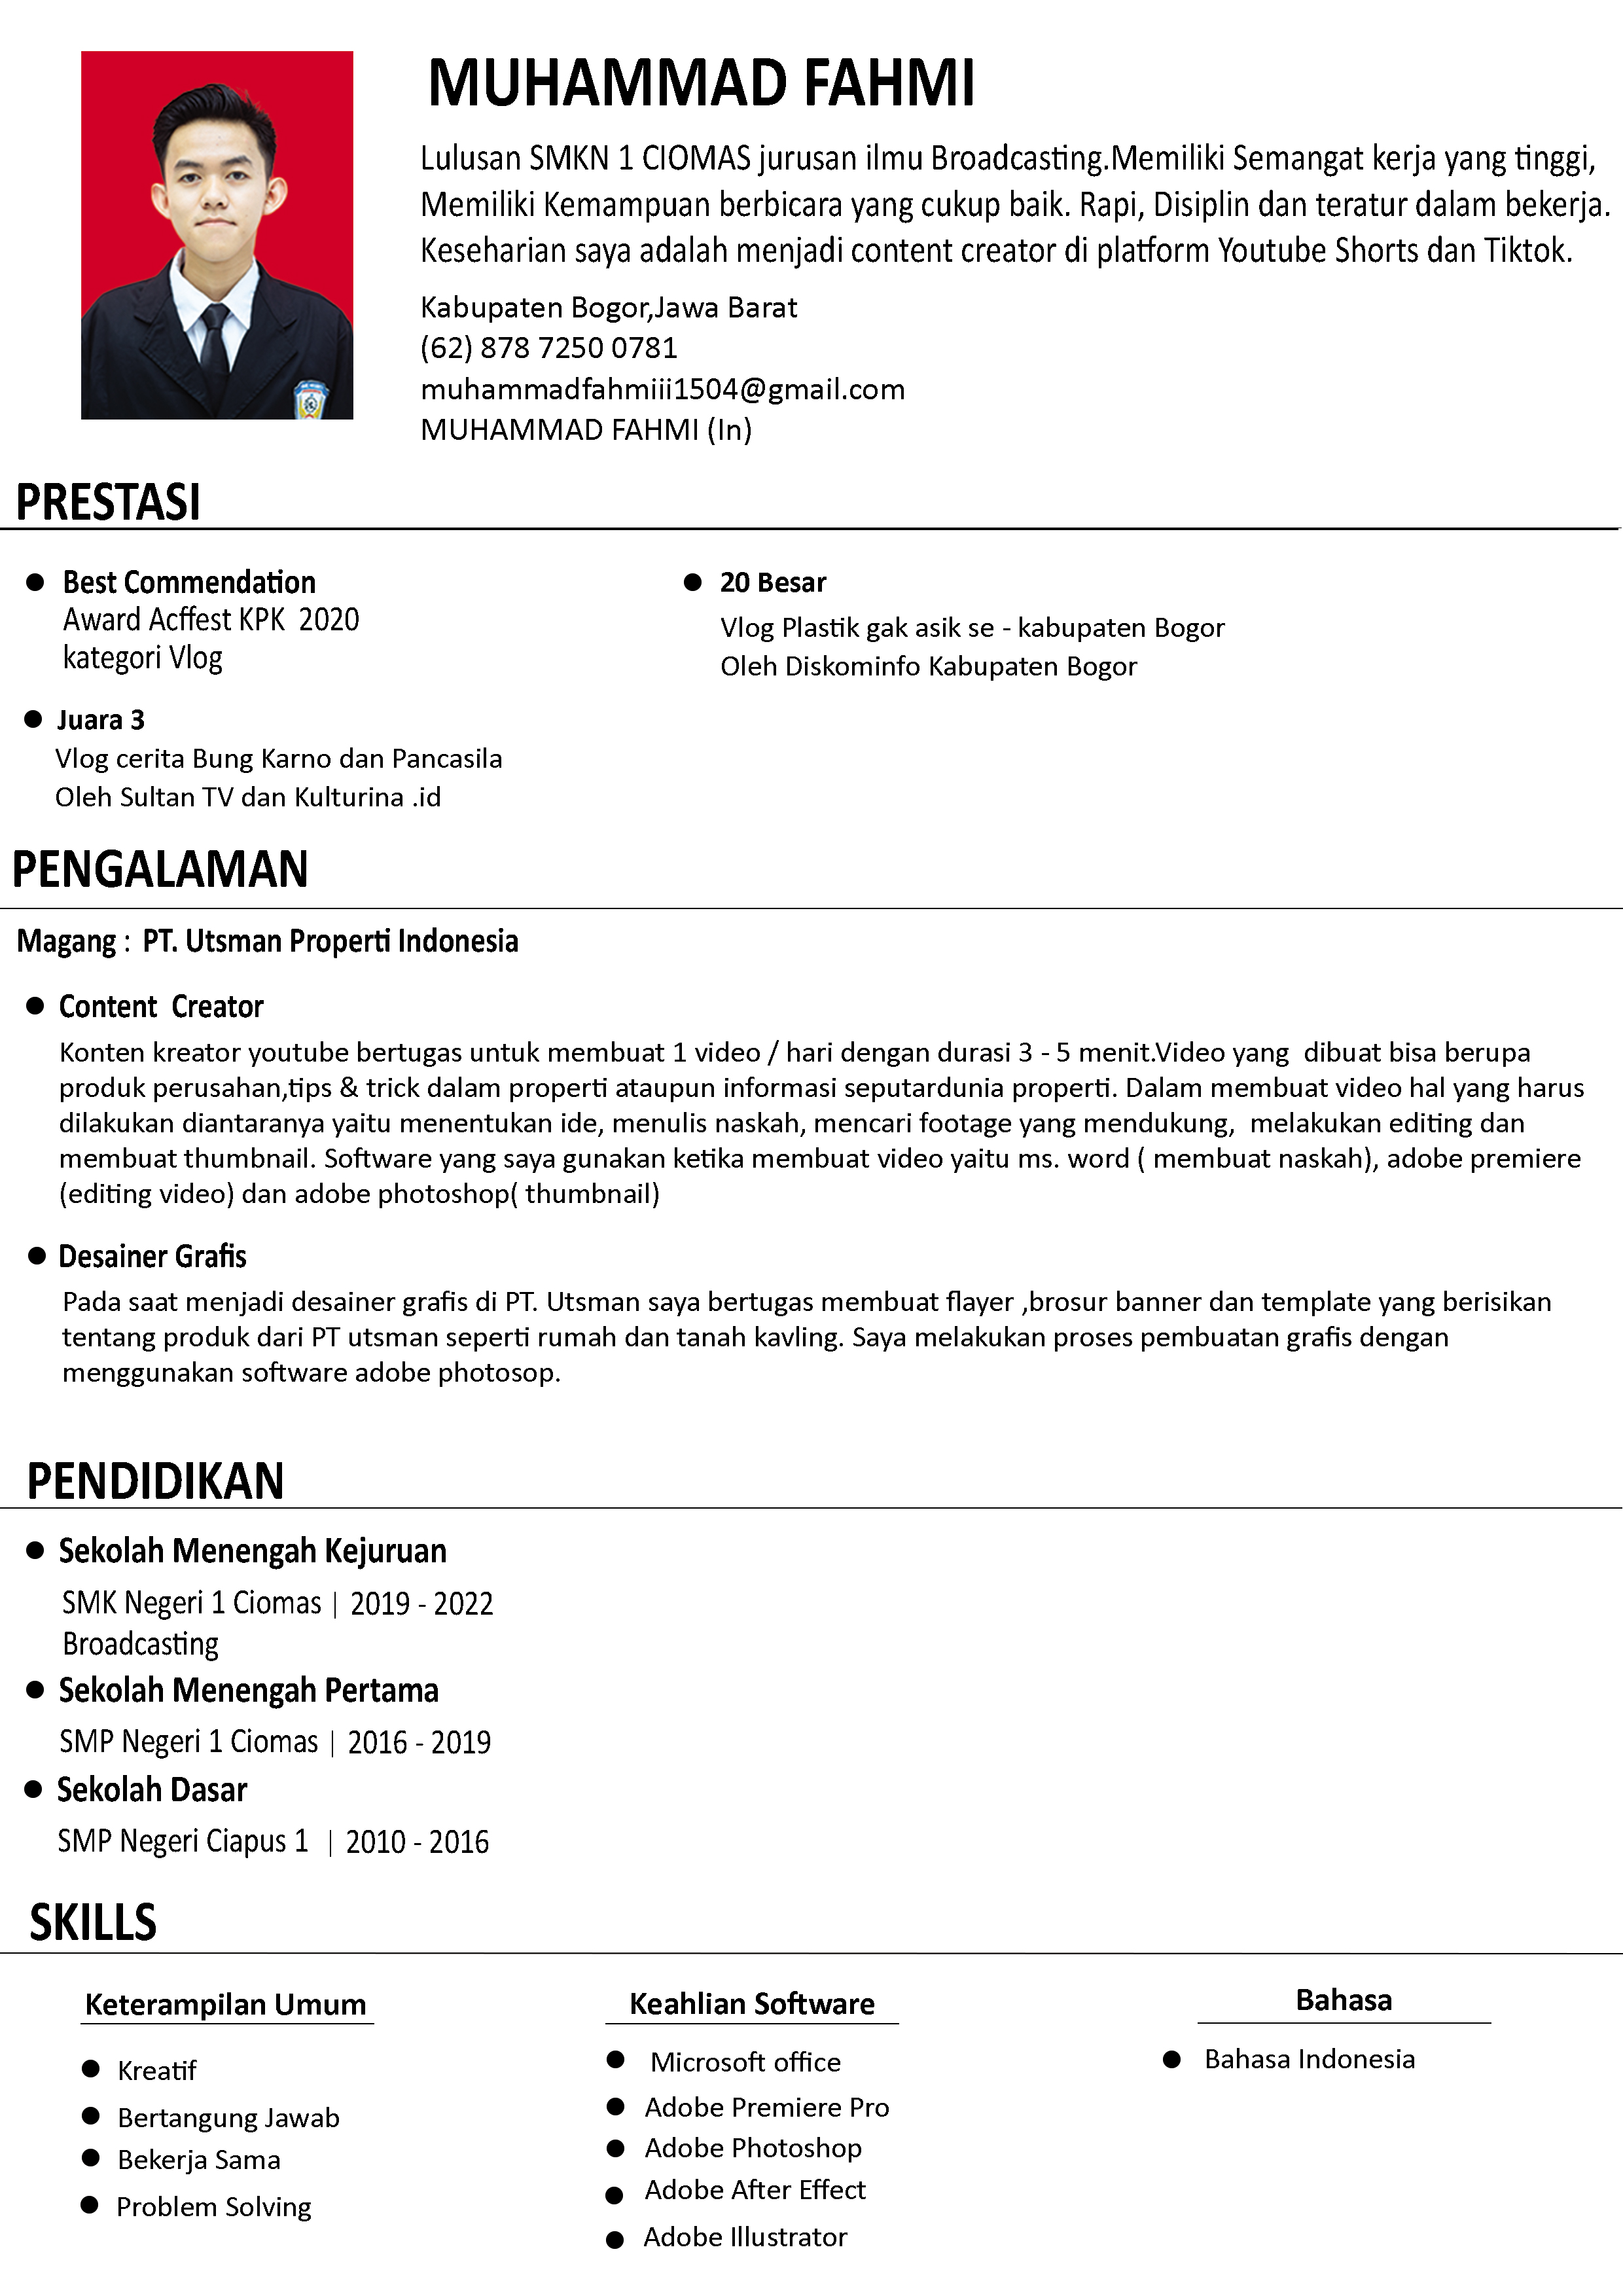 MUHAMMAD FAHMI
Lulusan SMKN 1 CIOMAS jurusan ilmu Broadcasting.Memiliki Semangat kerja yang tinggi,
Memiliki Kemampuan berbicara yang cukup baik. Rapi, Disiplin dan teratur dalam bekerja.
Keseharian saya adalah menjadi content creator di platform Youtube Shorts dan Tiktok.
Kabupaten Bogor,Jawa Barat
(62) 878 7250 0781
muhammadfahmiii1504@gmail.com
MUHAMMAD FAHMI (In)
PRESTASI
● Best Commendation
Award Acffest KPK 2020
kategori Vlog
● Juara 3
Vlog cerita Bung Karno dan Pancasila
Oleh Sultan TV dan Kulturina .id
● 20 Besar
Vlog Plastik gak asik se - kabupaten Bogor
Oleh Diskominfo Kabupaten Bogor
PENGALAMAN
Magang : PT. Utsman Properti Indonesia
● Content Creator
Konten kreator youtube bertugas untuk membuat 1 video / hari dengan durasi 3 - 5 menit.Video yang dibuat bisa berupa
produk perusahan,tips & trick dalam properti ataupun informasi seputardunia properti. Dalam membuat video hal yang harus
dilakukan diantaranya yaitu menentukan ide, menulis naskah, mencari footage yang mendukung, melakukan editing dan
membuat thumbnail. Software yang saya gunakan ketika membuat video yaitu ms. word ( membuat naskah), adobe premiere
(editing video) dan adobe photoshop( thumbnail)
● Desainer Grafis
Pada saat menjadi desainer grafis di PT. Utsman saya bertugas membuat flayer ,brosur banner dan template yang berisikan
tentang produk dari PT utsman seperti rumah dan tanah kavling. Saya melakukan proses pembuatan grafis dengan
menggunakan software adobe photosop.
PENDIDIKAN
● Sekolah Menengah Kejuruan
SMK Negeri 1 Ciomas | 2019 - 2022
Broadcasting
● Sekolah Menengah Pertama
SMP Negeri 1 Ciomas | 2016 - 2019
● Sekolah Dasar
SMP Negeri Ciapus 1 | 2010 - 2016
SKILLS
Keterampilan Umum
● Kreatif
● Bertangung Jawab
● Bekerja Sama
● Problem Solving
Keahlian Software
● Microsoft office
● Adobe Premiere Pro
● Adobe Photoshop
● Adobe After Effect
● Adobe Illustrator
Bahasa
● Bahasa Indonesia